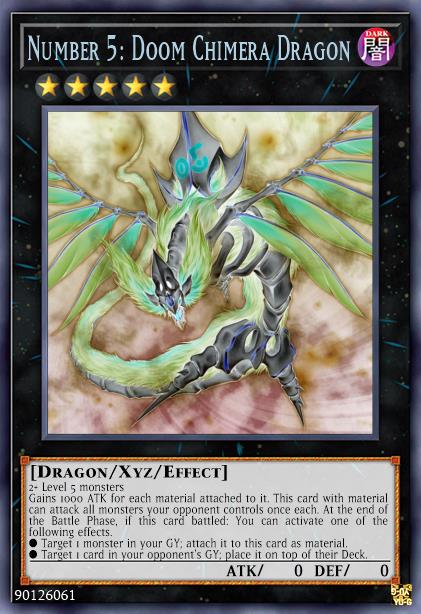 Number 5: Doom Chimera Dragon
DARK
闇
05
[Dragon/Xyz/Effect]
2+ Level 5 monsters
Gains 1000 ATK for each material attached to it. This card with material
can attack all monsters your opponent controls once each. At the end of
the Battle Phase, if this card battled: You can activate one of the
following effects.
● Target 1 monster in your GY; attach it to this card as material.
● Target 1 card in your opponent's GY; place it on top of their Deck.
ATK/ 0 DEF/ 0
90126061